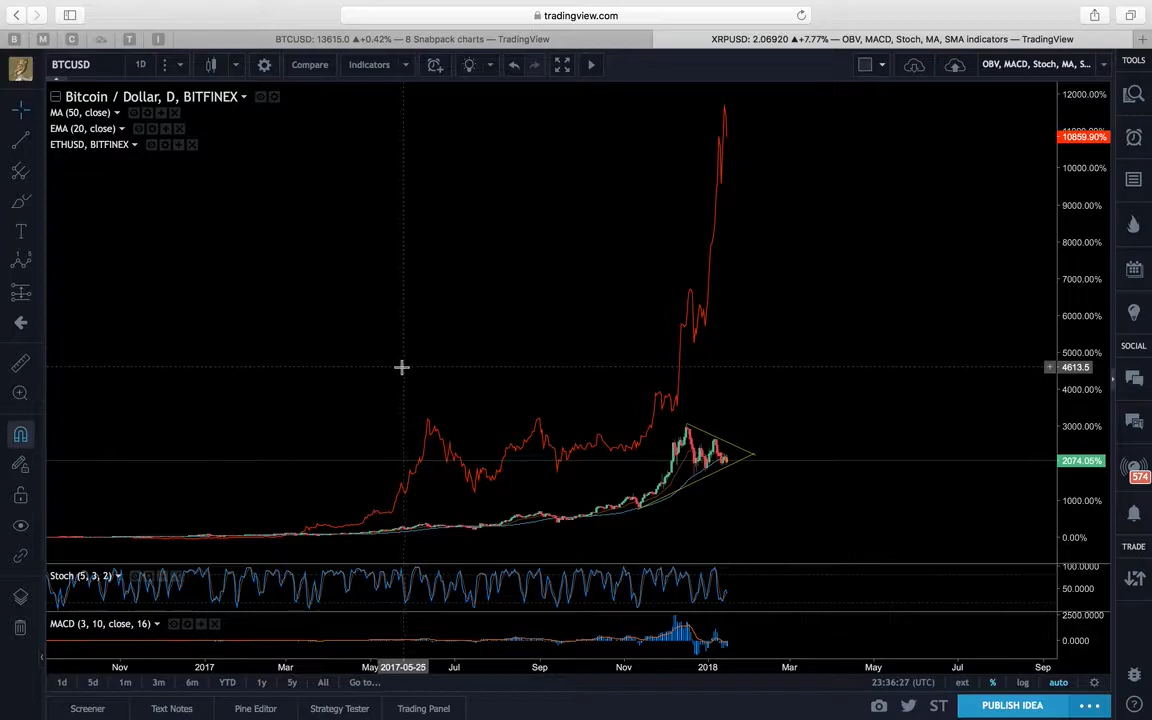 tradingview.com
B M C T I
BTCUSD: 13615.0 ▲+0.42% — 8 Snabpack charts — TradingView
XRPUSD: 2.06920 ▲+7.77% — OBV, MACD, Stoch, MA, SMA indicators — TradingView
BTCUSD 1D Compare Indicators OBV, MACD, Stoch, MA, S...
TOOLS
Bitcoin / Dollar, D, BITFINEX
MA (50, close)
EMA (20, close)
ETHUSD, BITFINEX
12000.00%
10859.90%
10000.00%
9000.00%
8000.00%
7000.00%
6000.00%
5000.00%
4613.5
4000.00%
3000.00%
2074.05%
1000.00%
0.00%
SOCIAL
574
TRADE
Stoch (5, 3, 2)
100.0000
50.0000
MACD (3, 10, close, 16)
2500.0000
0.0000
Nov 2017 Mar May 2017-05-25 Jul Sep Nov 2018 Mar May Jul Sep
1d 5d 1m 3m 6m YTD 1y 5y All Go to... 23:36:27 (UTC) ext % log auto
Screener Text Notes Pine Editor Strategy Tester Trading Panel ST PUBLISH IDEA